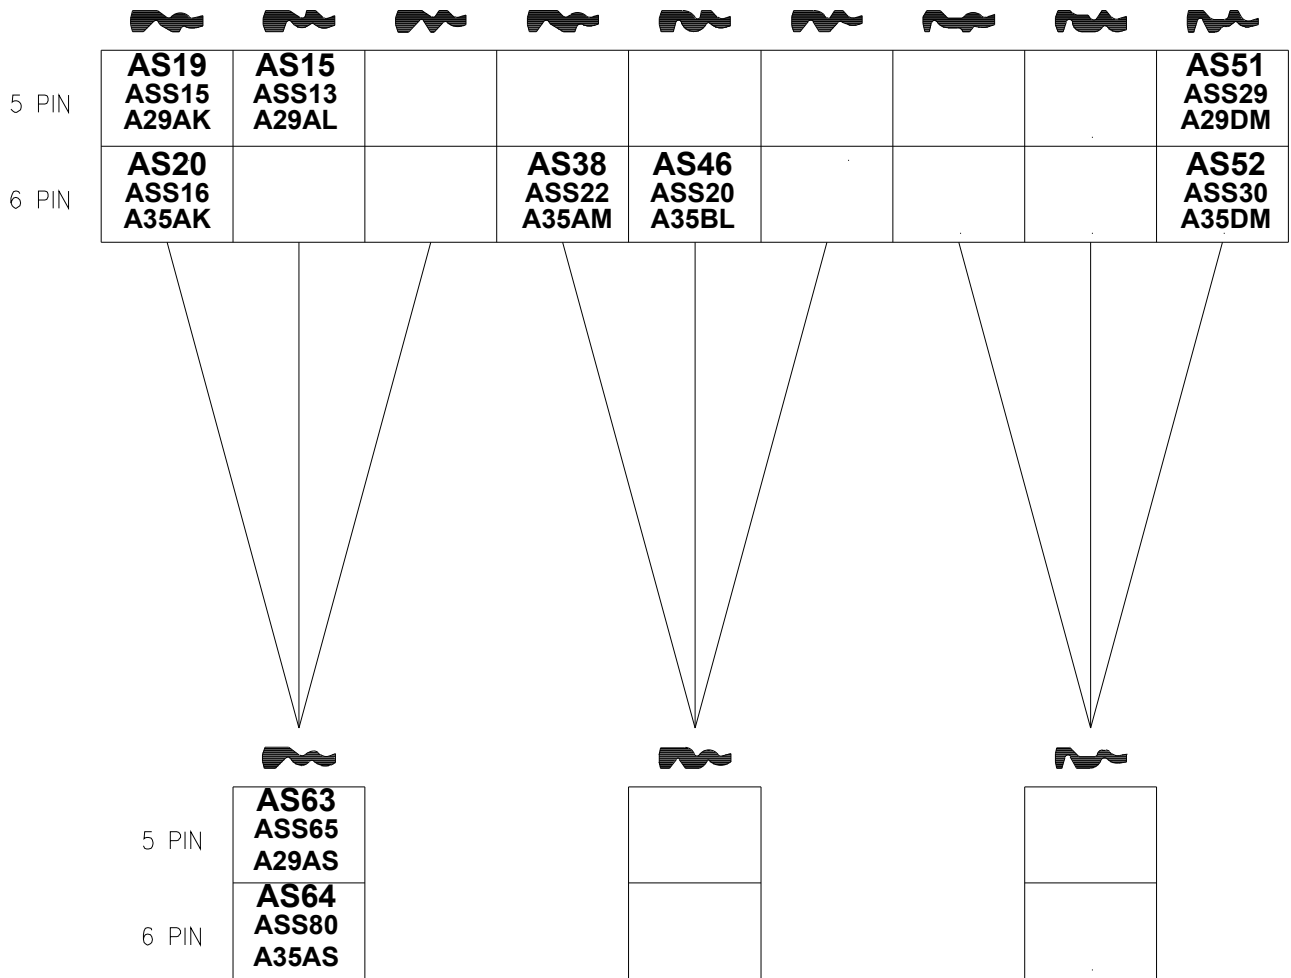 5 PIN
AS19
ASS15
A29AK
AS15
ASS13
A29AL
AS51
ASS29
A29DM
6 PIN
AS20
ASS16
A35AK
AS38
ASS22
A35AM
AS46
ASS20
A35BL
AS52
ASS30
A35DM
5 PIN
AS63
ASS65
A29AS
6 PIN
AS64
ASS80
A35AS